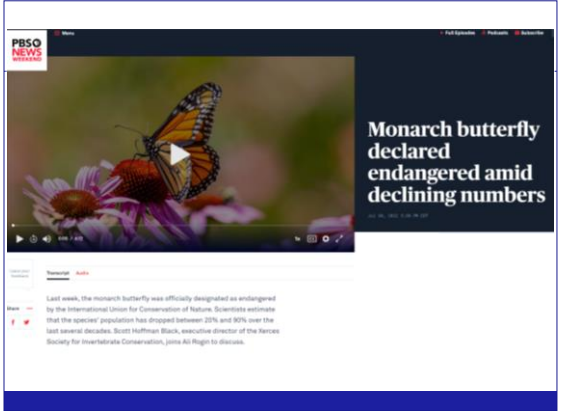 Menu
Full Episodes Podcasts Subscribe
PBS
NEWS
WEEKEND
Monarch butterfly
declared
endangered amid
declining numbers
1x
Transcript Audio
Share
Last week, the monarch butterfly was officially designated as endangered
by the International Union for Conservation of Nature. Scientists estimate
that the species' population has dropped between 20% and 90% over the
last several decades. Scott Hoffman Black, executive director of the Xerces
Society for Invertebrate Conservation, joins Ali Rogin to discuss.